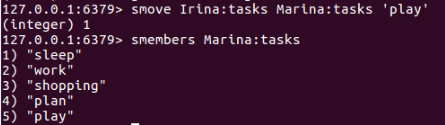 127.0.0.1:6379> smove Irina:tasks Marina:tasks 'play'
(integer) 1
127.0.0.1:6379> smembers Marina:tasks
1) "sleep"
2) "work"
3) "shopping"
4) "plan"
5) "play"